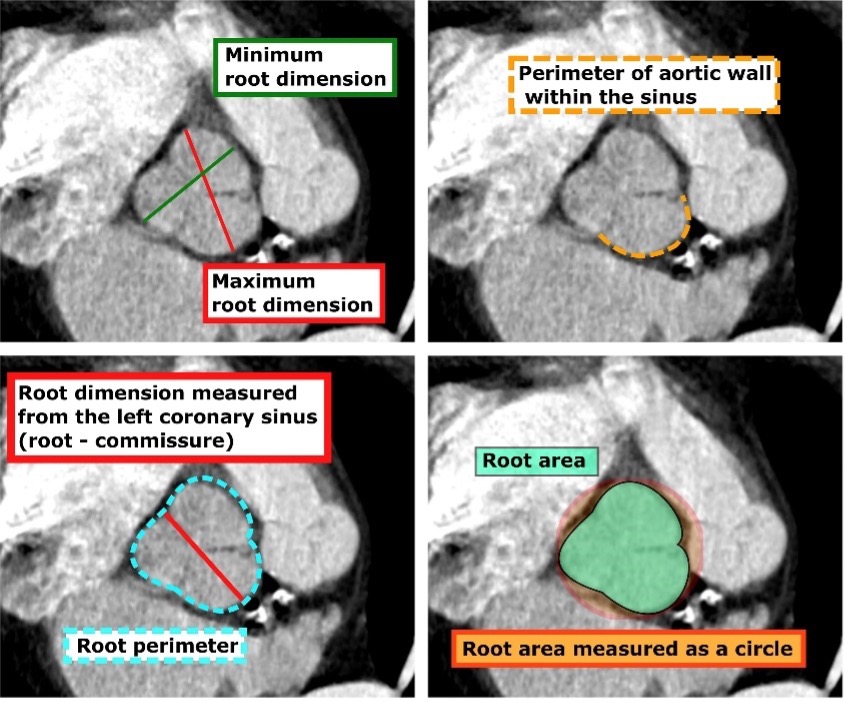 Minimum
root dimension
Maximum
root dimension
Perimeter of aortic wall
within the sinus
Root dimension measured
from the left coronary sinus
(root - commissure)
Root perimeter
Root area
Root area measured as a circle